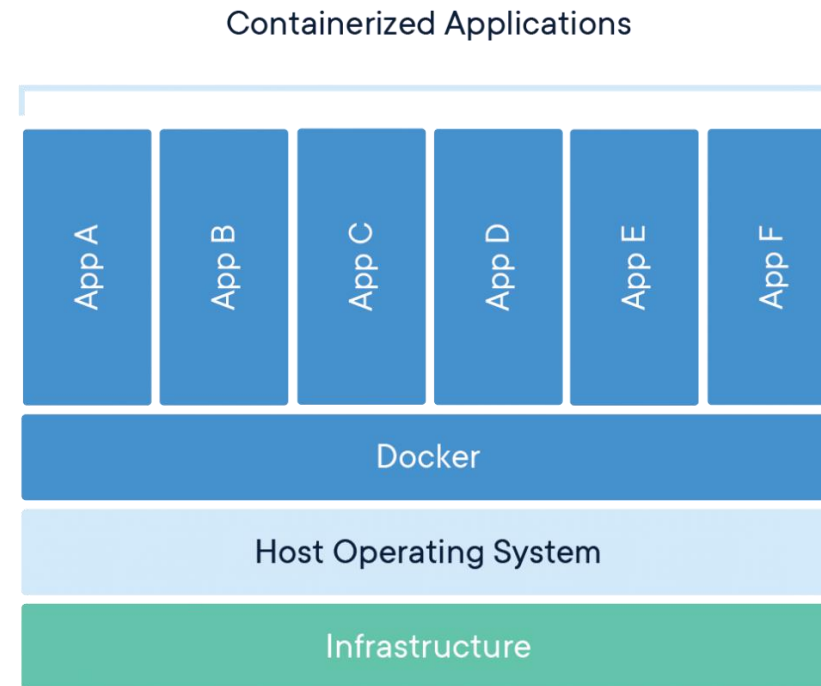 Containerized Applications
App A
App B
App C
App D
App E
App F
Docker
Host Operating System
Infrastructure